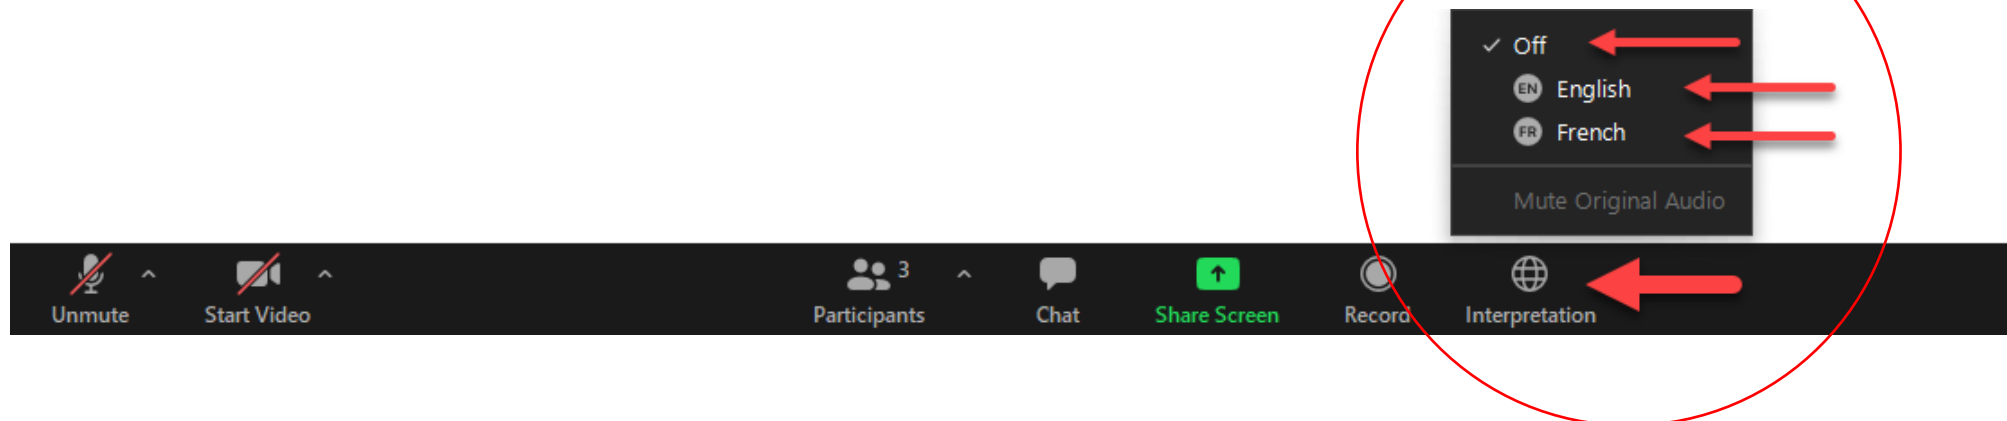 Off
EN English
FR French
Mute Original Audio
3
Unmute Start Video Participants Chat Share Screen Record Interpretation